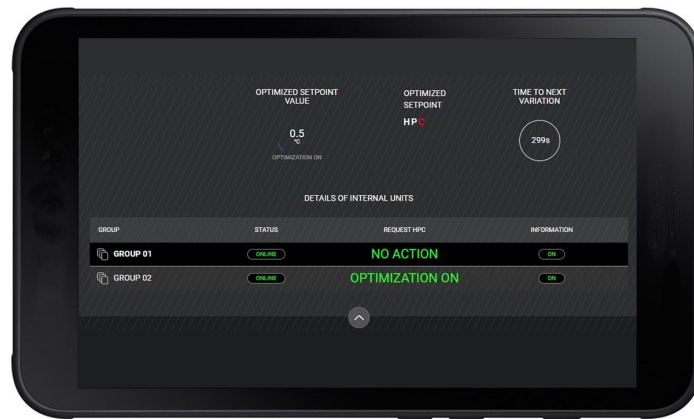 OPTIMIZED SETPOINT
VALUE
0.5
°C
OPTIMIZATION ON
OPTIMIZED
SETPOINT
HPC
TIME TO NEXT
VARIATION
299s
DETAILS OF INTERNAL UNITS
GROUP STATUS REQUEST HPC INFORMATION
GROUP 01 ONLINE NO ACTION ON
GROUP 02 ONLINE OPTIMIZATION ON ON